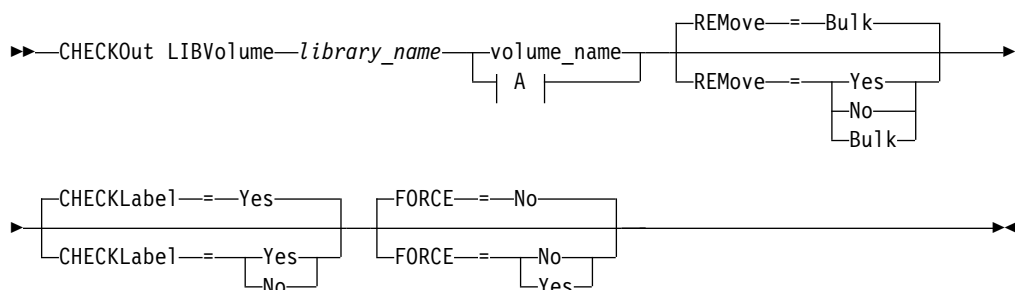 REMove = Bulk
CHECKOut LIBVolume library_name volume_name
A
REMove = Yes
No
Bulk
CHECKLabel = Yes
CHECKLabel = Yes
No
FORCE = No
FORCE = No
Yes